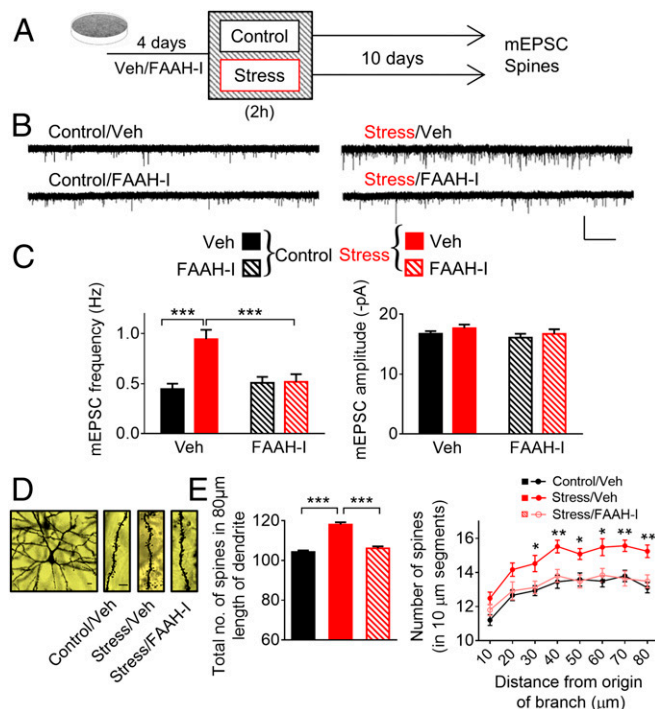 A
4 days
Veh/FAAH-I
Control
Stress
(2h)
10 days
mEPSC
Spines
B
Control/Veh
Stress/Veh
Control/FAAH-I
Stress/FAAH-I
Veh
FAAH-I
Control
Stress
Veh
FAAH-I
C
mEPSC frequency (Hz)
1.0
0.5
0.0
***
***
Veh
FAAH-I
mEPSC amplitude (-pA)
20
10
0
Veh
FAAH-I
D
Control/Veh
Stress/Veh
Stress/FAAH-I
E
Total no. of spines in 80µm
length of dendrite
120
100
80
60
***
***
Number of spines
(in 10 µm segments)
16
14
12
10
Control/Veh
Stress/Veh
Stress/FAAH-I
* ** * * ** **
10 20 30 40 50 60 70 80
Distance from origin
of branch (µm)